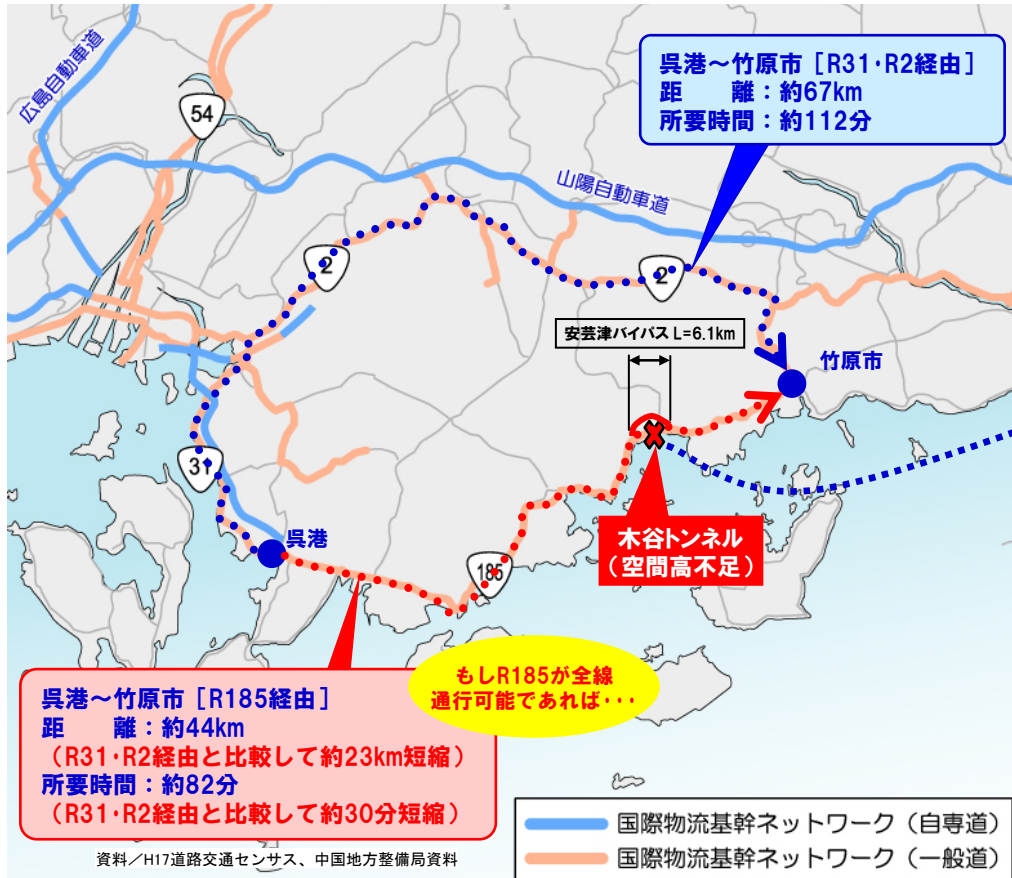 広島自動車道
54
呉港～竹原市［R31・R2経由］
距　　離：約67km
所要時間：約112分
山陽自動車道
2
2
安芸津バイパス L=6.1km
竹原市
31
呉港
木谷トンネル
（空間高不足）
185
もしR185が全線
通行可能であれば・・・
呉港～竹原市［R185経由］
距　　離：約44km
（R31・R2経由と比較して約23km短縮）
所要時間：約82分
（R31・R2経由と比較して約30分短縮）
資料／H17道路交通センサス、中国地方整備局資料
国際物流基幹ネットワーク（自専道）
国際物流基幹ネットワーク（一般道）